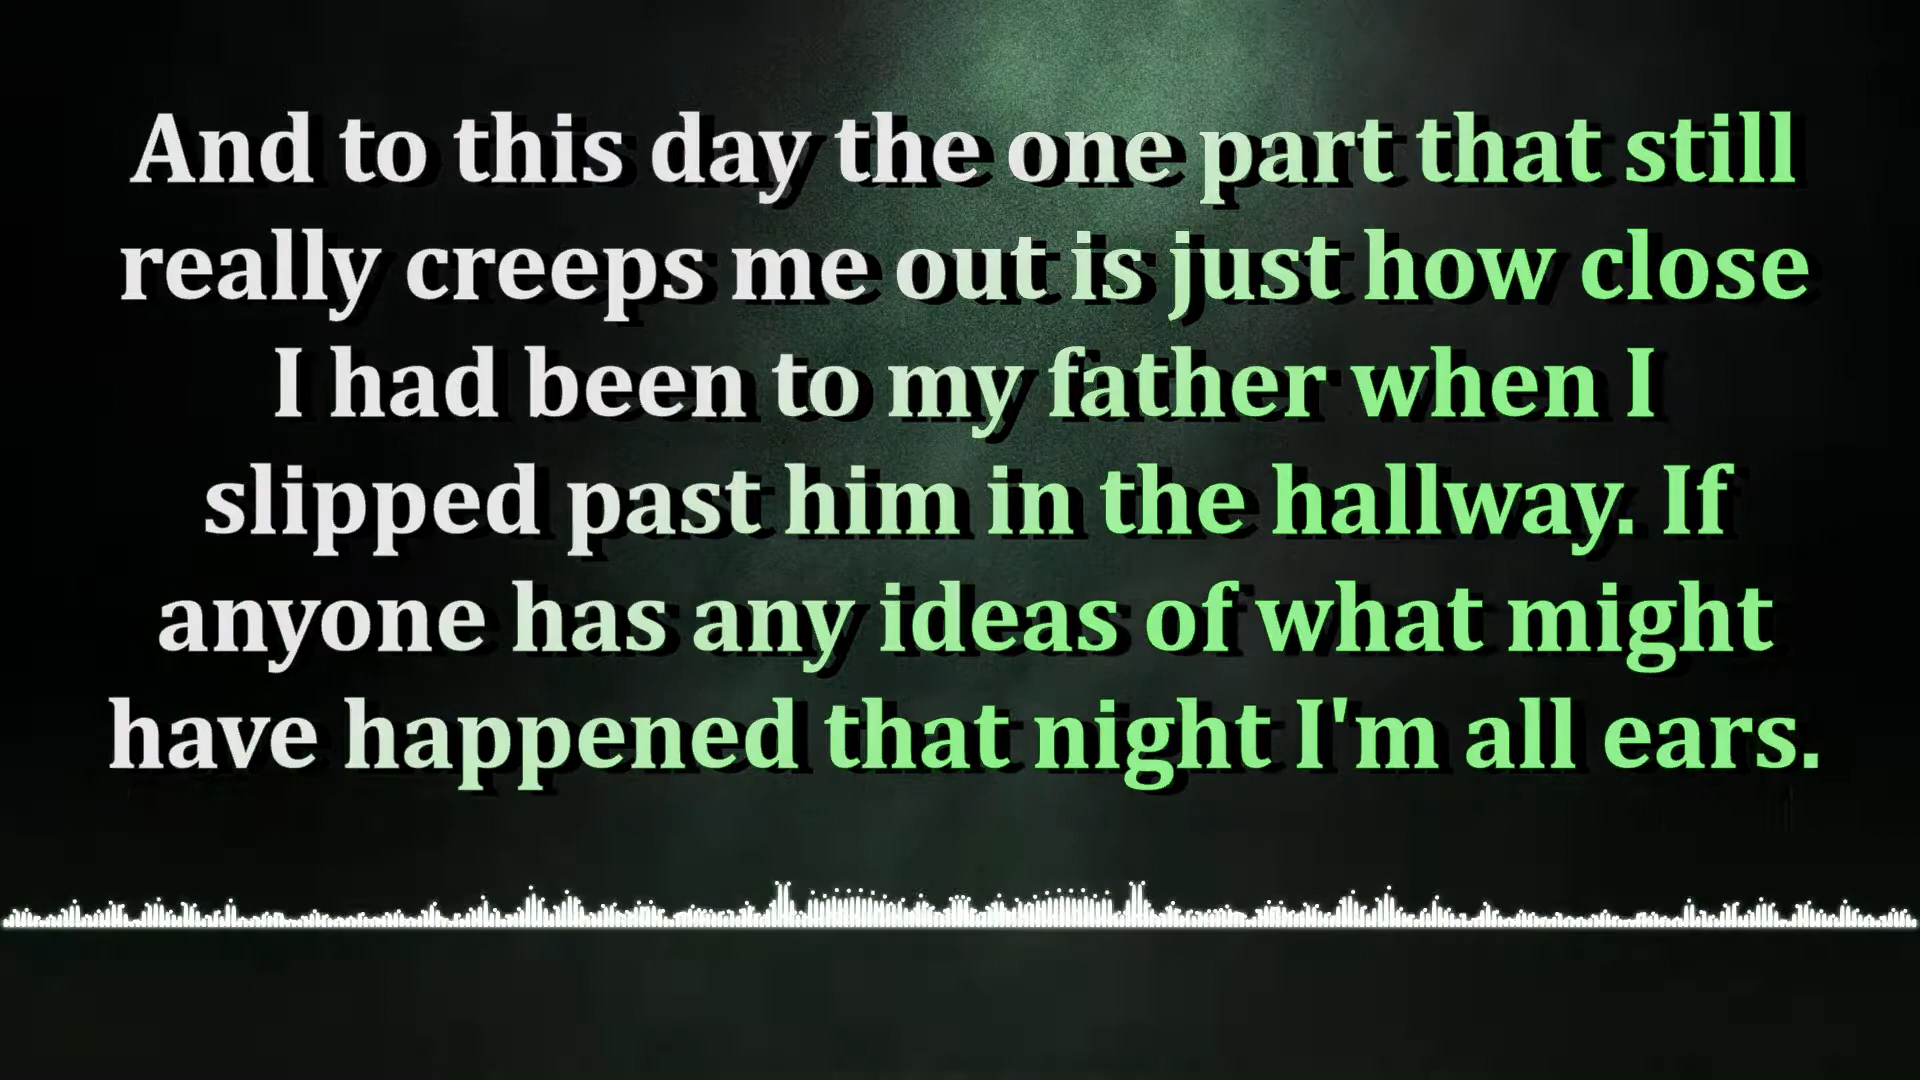 And to this day the one part that still
really creeps me out is just how close
I had been to my father when I
slipped past him in the hallway. If
anyone has any ideas of what might
have happened that night I'm all ears.